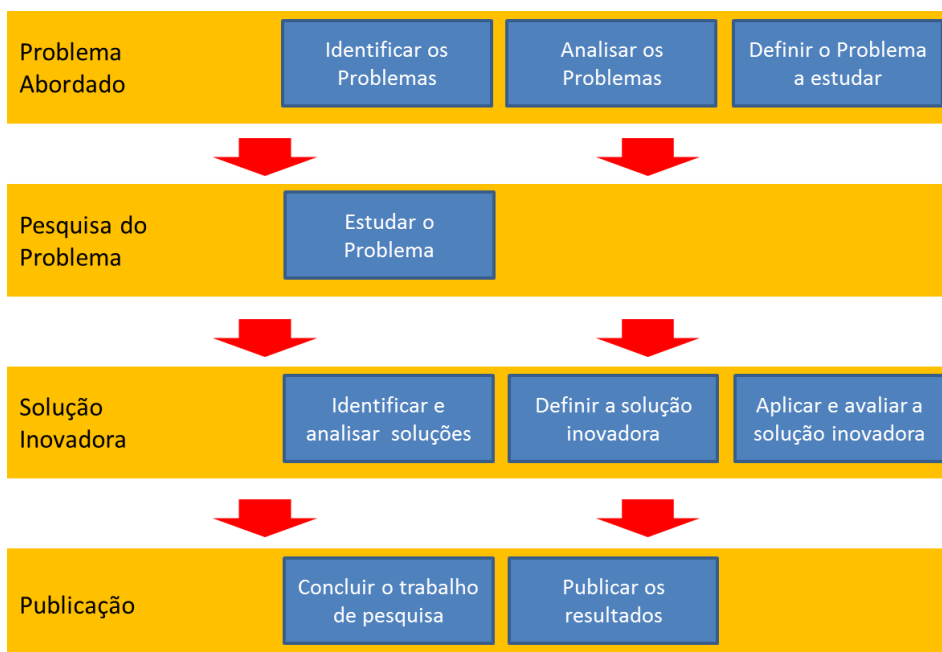 Problema
Abordado
Identificar os
Problemas
Analisar os
Problemas
Definir o Problema
a estudar
Pesquisa do
Problema
Estudar o
Problema
Solução
Inovadora
Identificar e
analisar soluções
Definir a solução
inovadora
Aplicar e avaliar a
solução inovadora
Publicação
Concluir o trabalho
de pesquisa
Publicar os
resultados